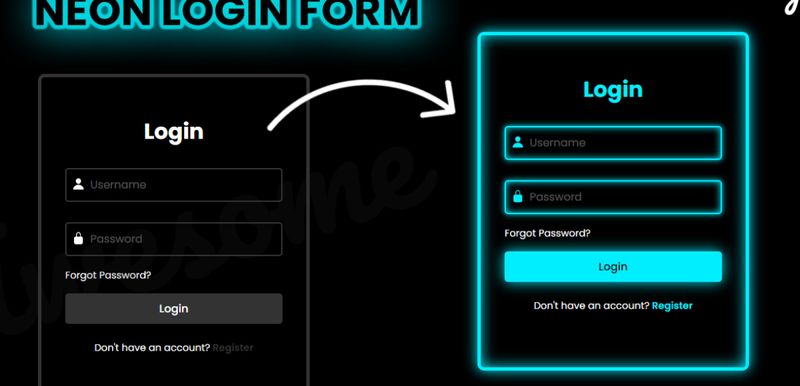 NEON LOGIN FORM
Login
Username
Password
Forgot Password?
Login
Don't have an account? Register
Login
Username
Password
Forgot Password?
Login
Don't have an account? Register
Awesome